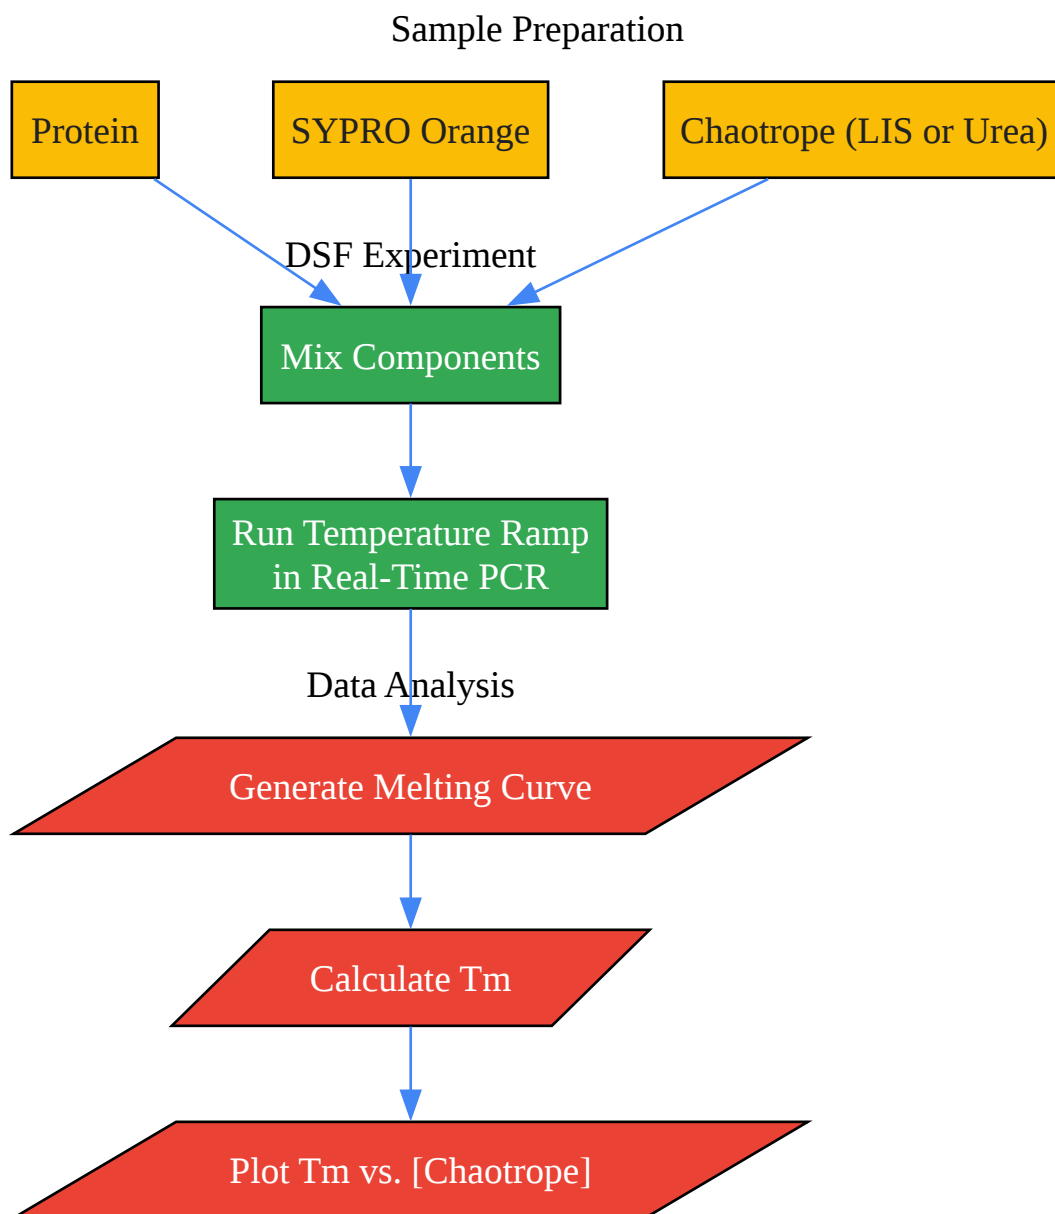 Sample Preparation
Protein
SYPRO Orange
Chaotrope (LIS or Urea)
DSF Experiment
Mix Components
Run Temperature Ramp
in Real-Time PCR
Data Analysis
Generate Melting Curve
Calculate Tm
Plot Tm vs. [Chaotrope]